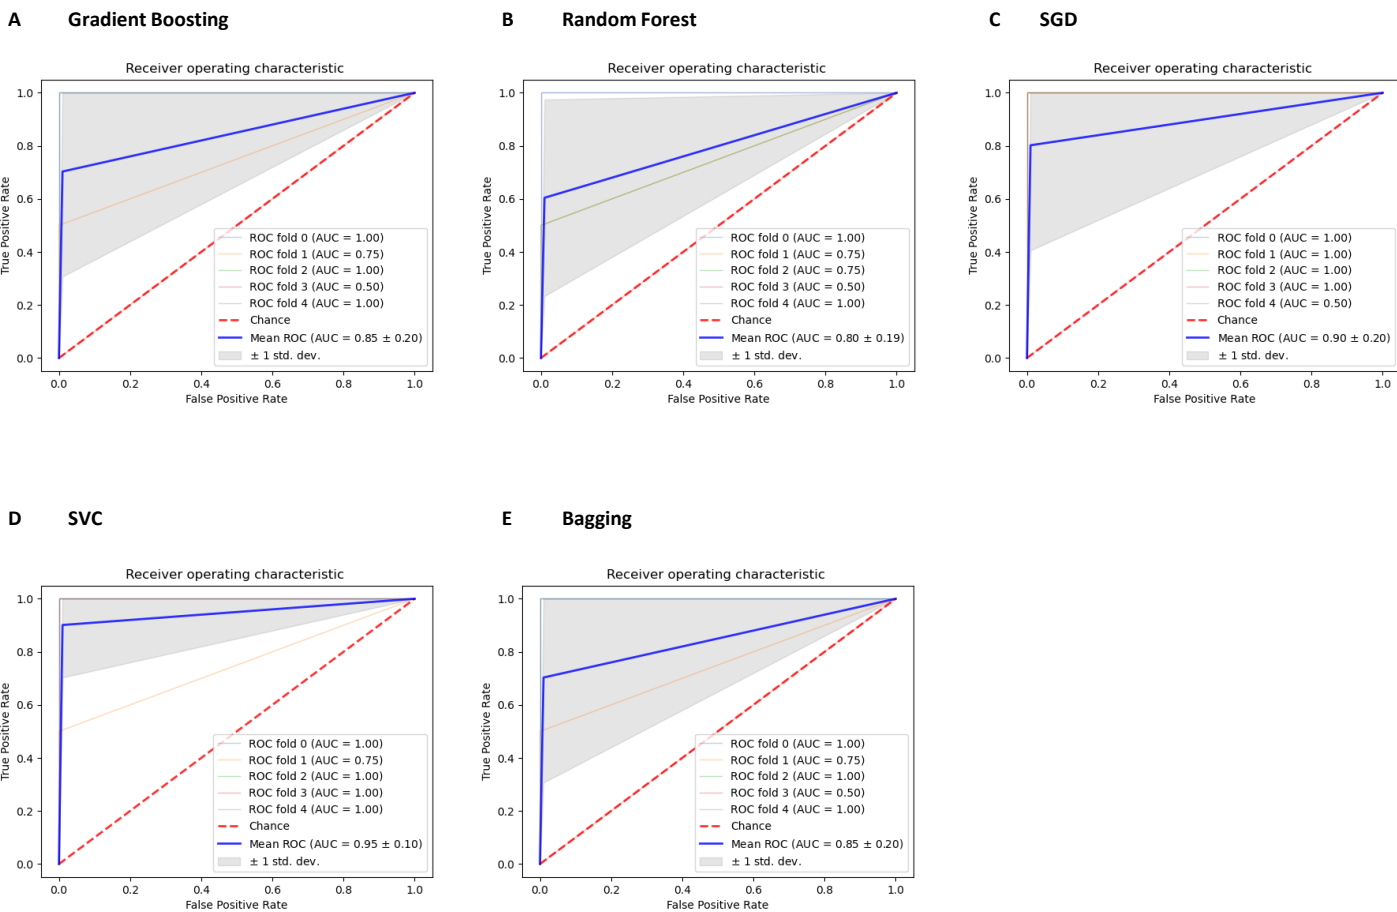 A Gradient Boosting
Receiver operating characteristic
True Positive Rate
1.0
0.8
0.6
0.4
0.2
0.0
ROC fold 0 (AUC = 1.00)
ROC fold 1 (AUC = 0.75)
ROC fold 2 (AUC = 1.00)
ROC fold 3 (AUC = 0.50)
ROC fold 4 (AUC = 1.00)
Chance
Mean ROC (AUC = 0.85 ± 0.20)
± 1 std. dev.
0.0 0.2 0.4 0.6 0.8 1.0
False Positive Rate
B Random Forest
Receiver operating characteristic
True Positive Rate
1.0
0.8
0.6
0.4
0.2
0.0
ROC fold 0 (AUC = 1.00)
ROC fold 1 (AUC = 0.75)
ROC fold 2 (AUC = 0.75)
ROC fold 3 (AUC = 0.50)
ROC fold 4 (AUC = 1.00)
Chance
Mean ROC (AUC = 0.80 ± 0.19)
± 1 std. dev.
0.0 0.2 0.4 0.6 0.8 1.0
False Positive Rate
C SGD
Receiver operating characteristic
True Positive Rate
1.0
0.8
0.6
0.4
0.2
0.0
ROC fold 0 (AUC = 1.00)
ROC fold 1 (AUC = 1.00)
ROC fold 2 (AUC = 1.00)
ROC fold 3 (AUC = 1.00)
ROC fold 4 (AUC = 0.50)
Chance
Mean ROC (AUC = 0.90 ± 0.20)
± 1 std. dev.
0.0 0.2 0.4 0.6 0.8 1.0
False Positive Rate
D SVC
Receiver operating characteristic
True Positive Rate
1.0
0.8
0.6
0.4
0.2
0.0
ROC fold 0 (AUC = 1.00)
ROC fold 1 (AUC = 0.75)
ROC fold 2 (AUC = 1.00)
ROC fold 3 (AUC = 1.00)
ROC fold 4 (AUC = 1.00)
Chance
Mean ROC (AUC = 0.95 ± 0.10)
± 1 std. dev.
0.0 0.2 0.4 0.6 0.8 1.0
False Positive Rate
E Bagging
Receiver operating characteristic
True Positive Rate
1.0
0.8
0.6
0.4
0.2
0.0
ROC fold 0 (AUC = 1.00)
ROC fold 1 (AUC = 0.75)
ROC fold 2 (AUC = 1.00)
ROC fold 3 (AUC = 0.50)
ROC fold 4 (AUC = 1.00)
Chance
Mean ROC (AUC = 0.85 ± 0.20)
± 1 std. dev.
0.0 0.2 0.4 0.6 0.8 1.0
False Positive Rate